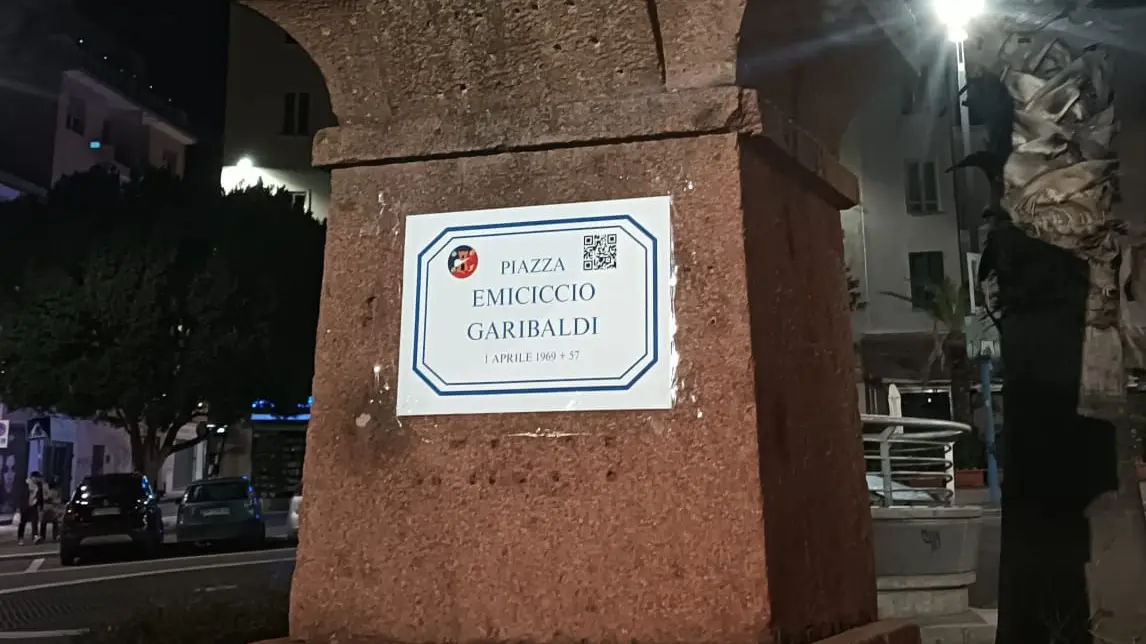 PIAZZA
EMICICCIO
GARIBALDI
1 APRILE 1969 + 57